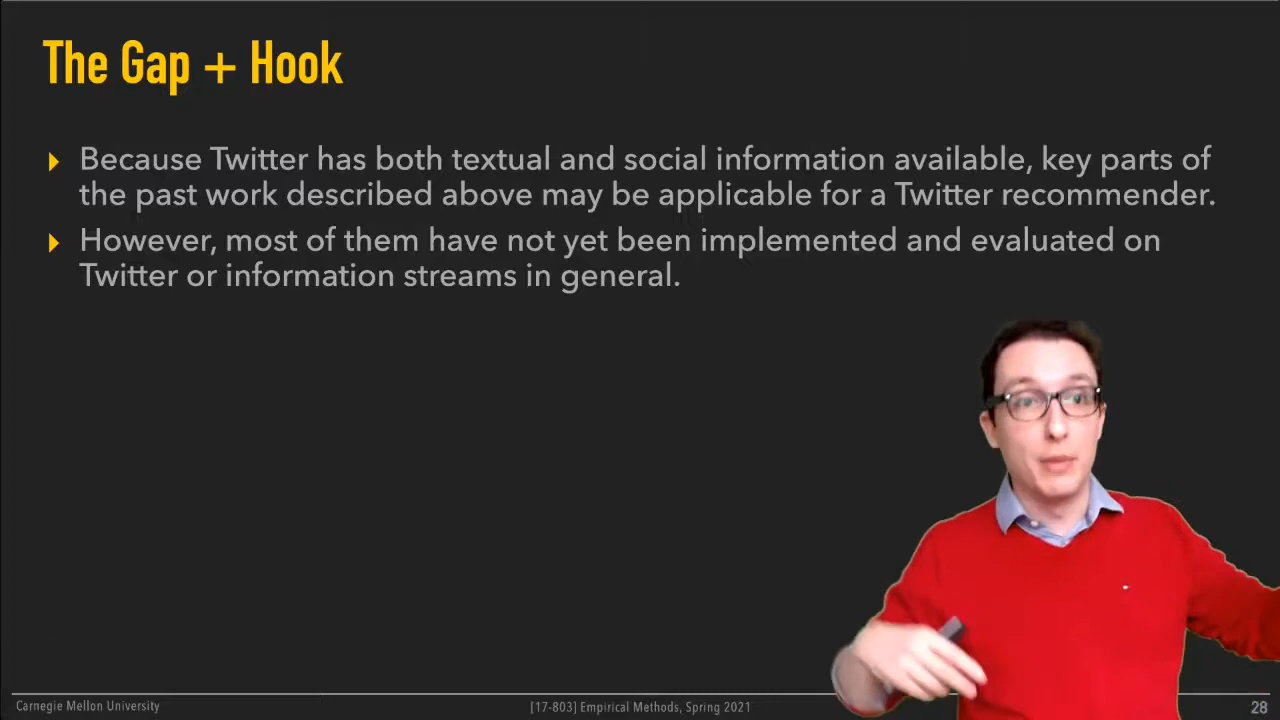 The Gap + Hook
Because Twitter has both textual and social information available, key parts of
the past work described above may be applicable for a Twitter recommender.
However, most of them have not yet been implemented and evaluated on
Twitter or information streams in general.
Carnegie Mellon University
[17-803] Empirical Methods, Spring 2021
28